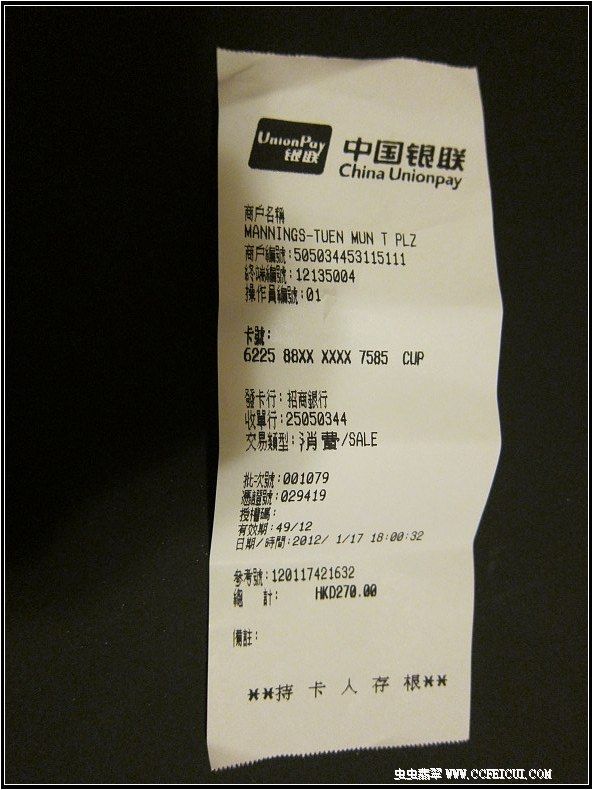 UnionPay
银联
中国银联
China Unionpay
商戶名稱
MANNINGS-TUEN MUN T PLZ
商戶編號:505034453115111
終端編號:12135004
操作員編號:01
卡號:
6225 88XX XXXX 7585 CUP
發卡行: 招商銀行
收單行:25050344
交易類型:消費/SALE
批次號:001079
憑證號:029419
授權碼:
有效期:49/12
日期/時間:2012/ 1/17 18:00:32
參考號:120117421632
總 計: HKD270.00
備註:
**持 卡 人 存 根**
虫虫翡翠 WWW.CCFEICUI.COM